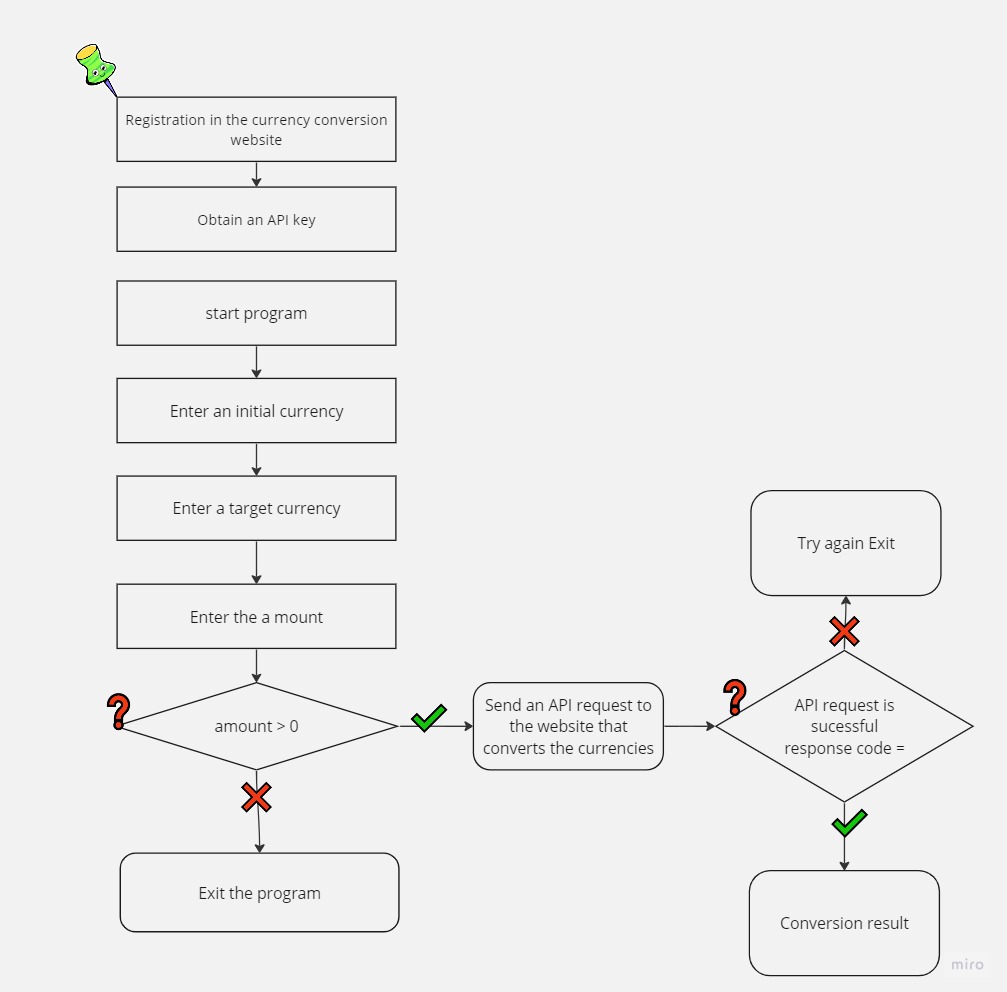 Registration in the currency conversion
website
Obtain an API key
start program
Enter an initial currency
Enter a target currency
Enter the a mount
amount > 0
Send an API request to
the website that
converts the currencies
API request is
sucessful
response code =
Try again Exit
Exit the program
Conversion result
miro